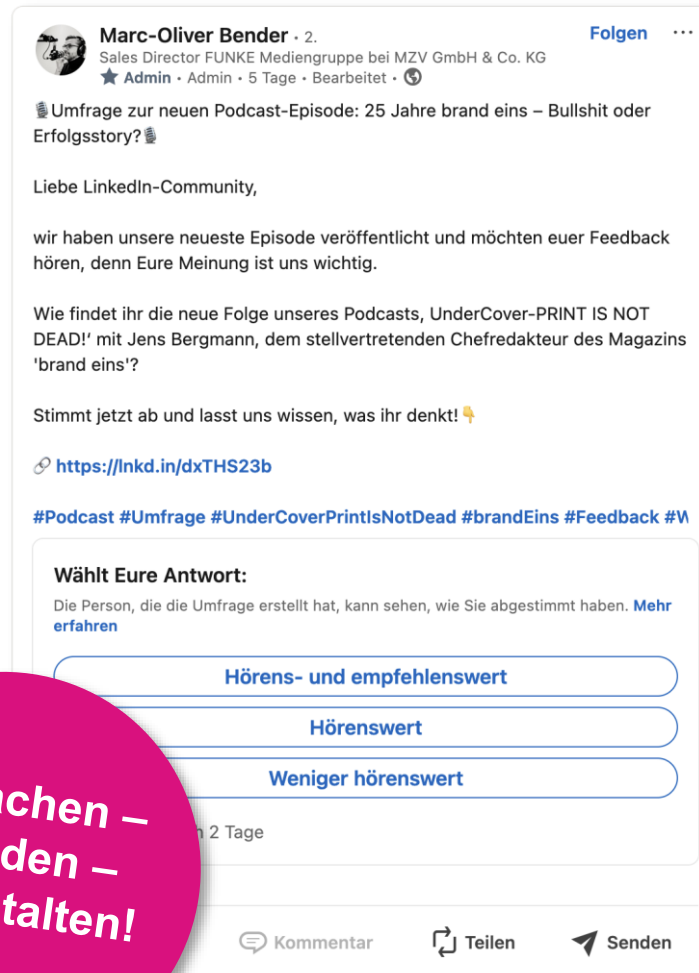 Marc-Oliver Bender · 2.
Folgen ···
Sales Director FUNKE Mediengruppe bei MZV GmbH & Co. KG
Admin · Admin · 5 Tage · Bearbeitet ·
Umfrage zur neuen Podcast-Episode: 25 Jahre brand eins – Bullshit oder
Erfolgsstory?
Liebe LinkedIn-Community,
wir haben unsere neueste Episode veröffentlicht und möchten euer Feedback
hören, denn Eure Meinung ist uns wichtig.
Wie findet ihr die neue Folge unseres Podcasts, UnderCover-PRINT IS NOT
DEAD!‘ mit Jens Bergmann, dem stellvertretenden Chefredakteur des Magazins
'brand eins'?
Stimmt jetzt ab und lasst uns wissen, was ihr denkt!
https://lnkd.in/dxTHS23b
#Podcast #Umfrage #UnderCoverPrintIsNotDead #brandEins #Feedback
Wählt Eure Antwort:
Die Person, die die Umfrage erstellt hat, kann sehen, wie Sie abgestimmt haben. Mehr
erfahren
Hörens- und empfehlenswert
Hörenswert
Weniger hörenswert
2 Tage
achen –
den –
talten!
Kommentar
Teilen
Senden